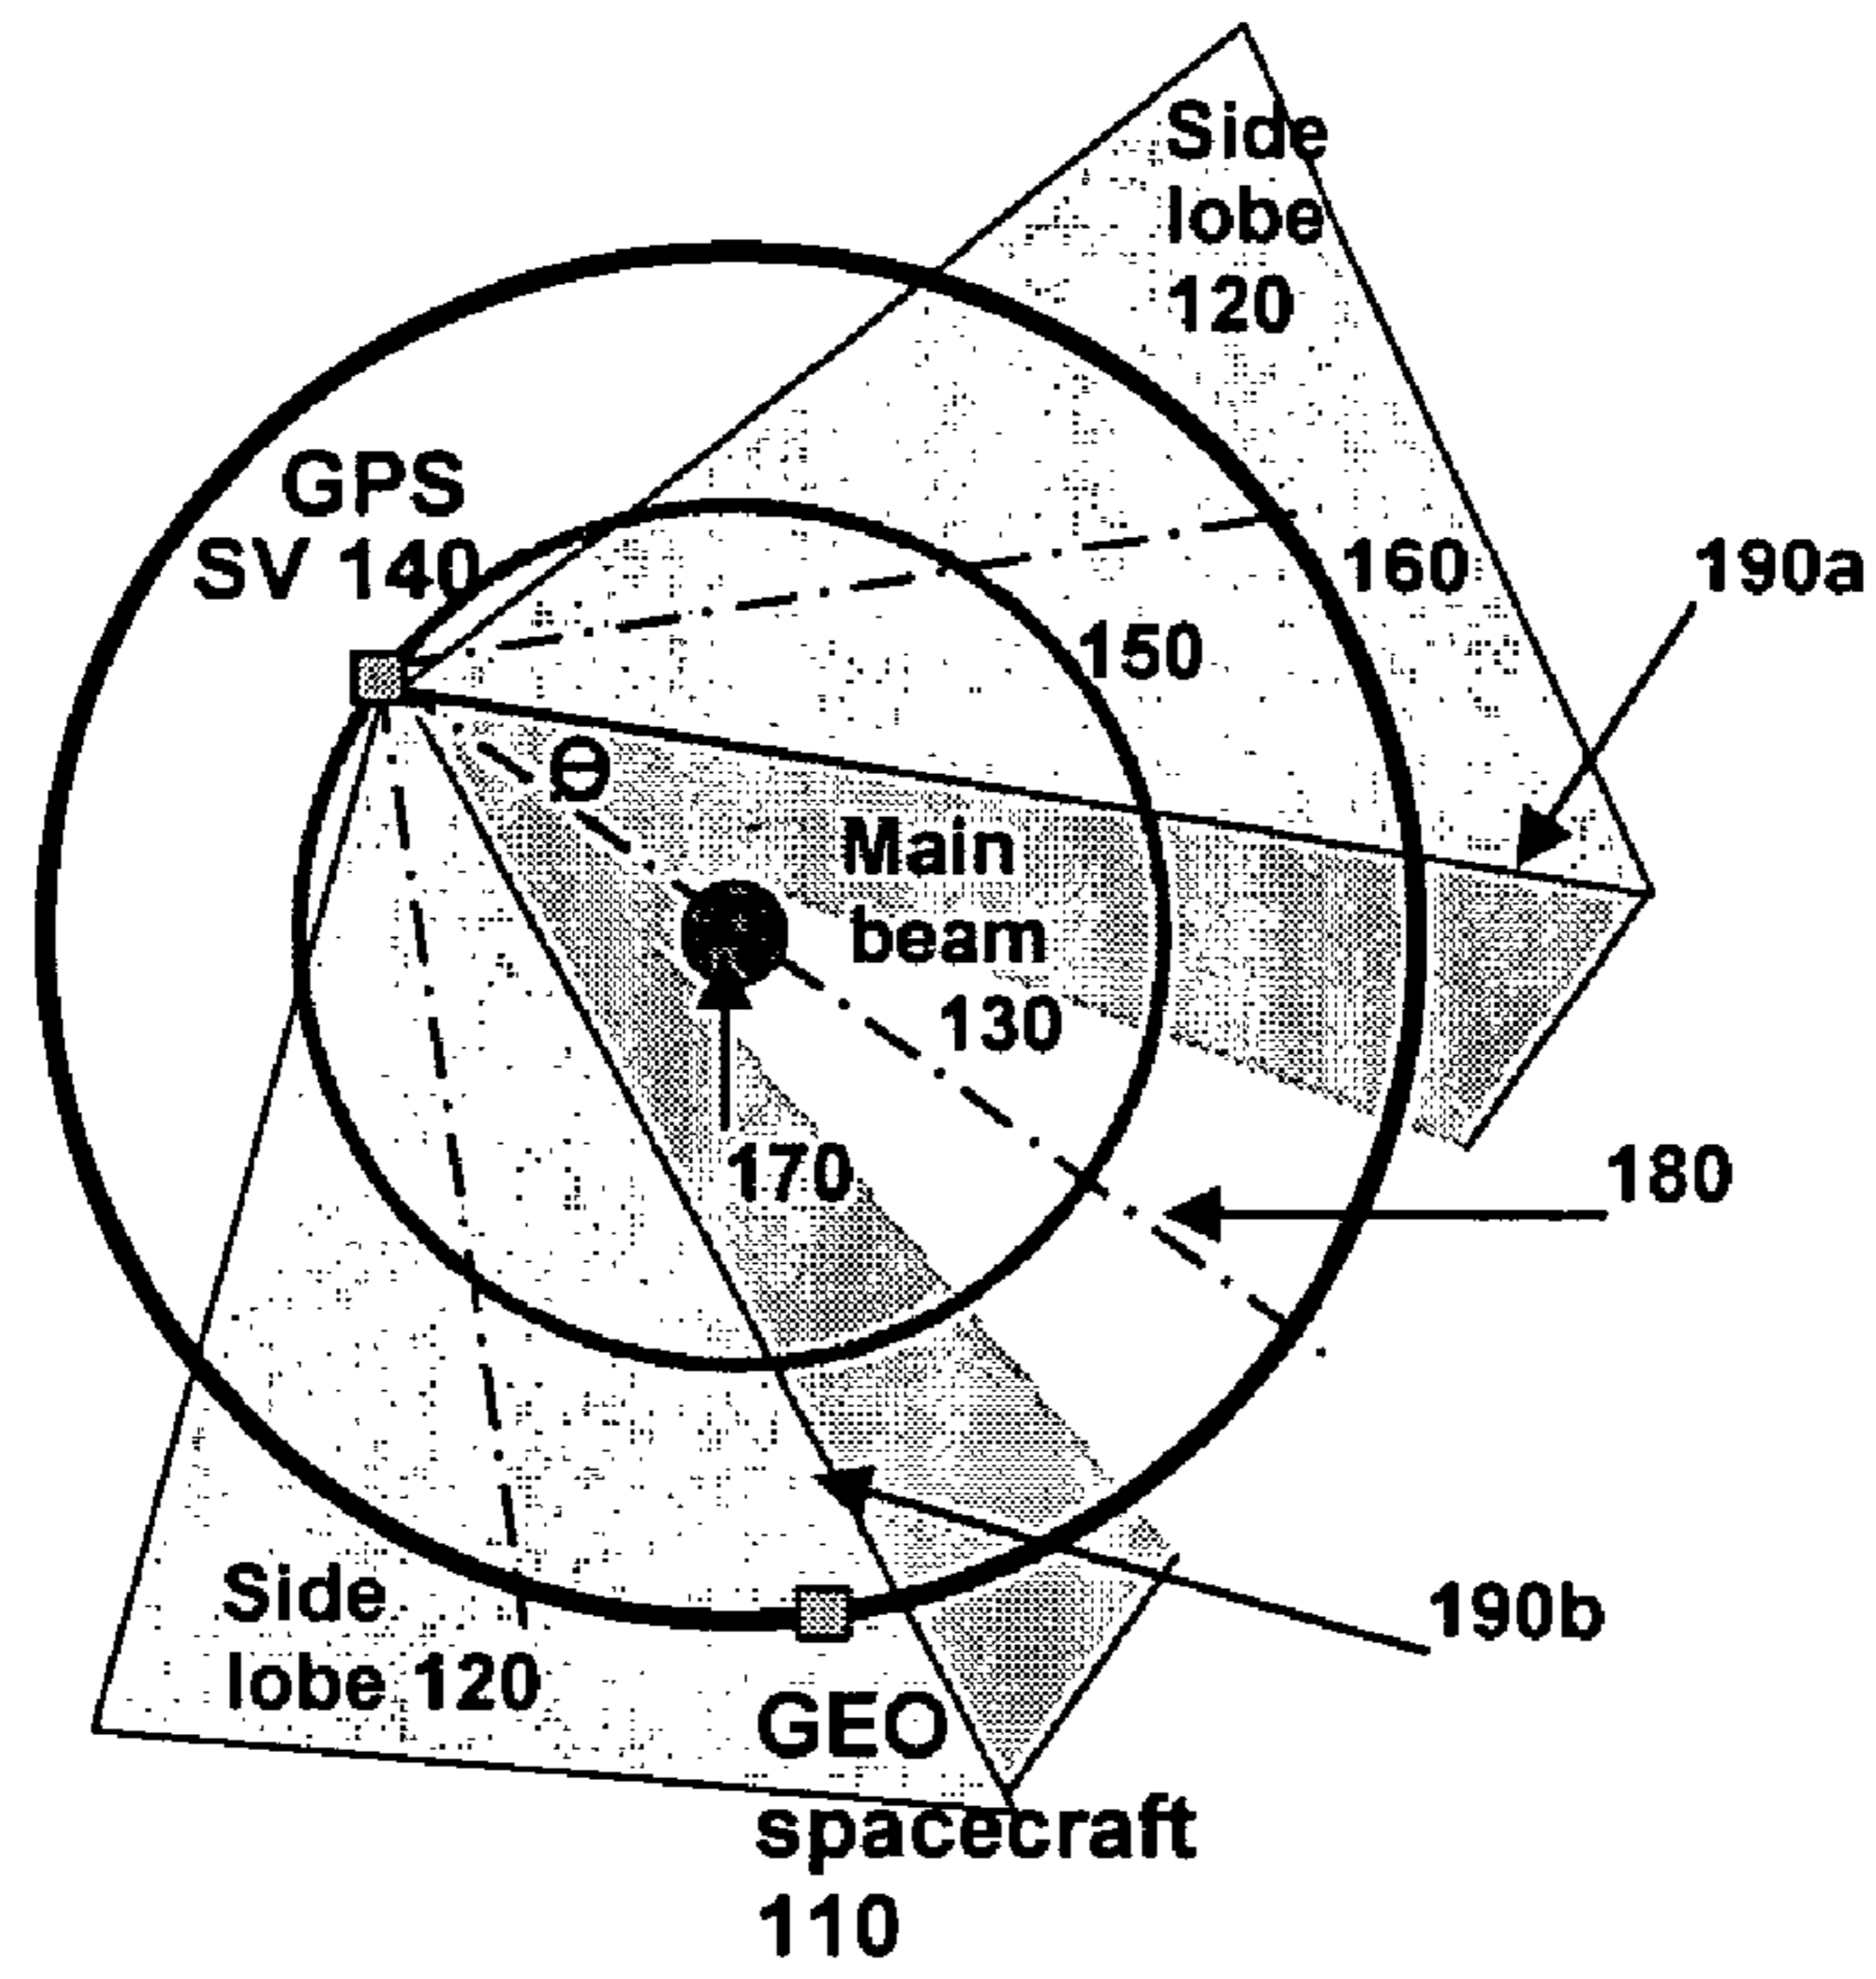 Side
lobe
120
GPS
SV 140
160
190a
150
Θ
Main
beam
130
170
180
190b
Side
lobe 120
GEO
spacecraft
110